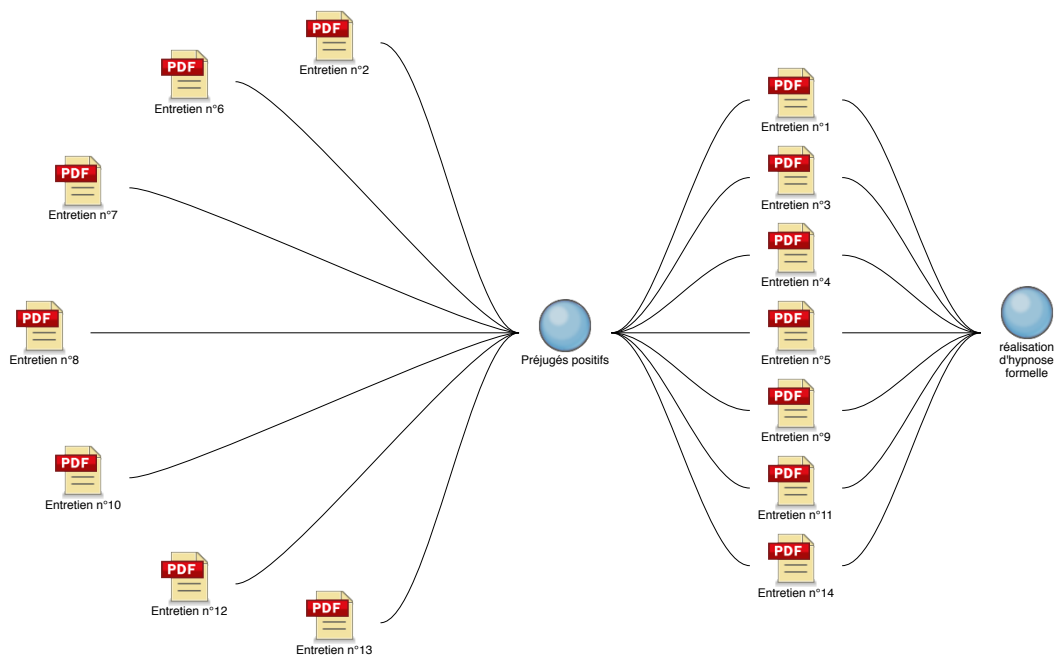 PDF
Entretien n°2
PDF
Entretien n°6
PDF
Entretien n°7
PDF
Entretien n°8
PDF
Entretien n°10
PDF
Entretien n°12
PDF
Entretien n°13
Préjugés positifs
PDF
Entretien n°1
PDF
Entretien n°3
PDF
Entretien n°4
PDF
Entretien n°5
PDF
Entretien n°9
PDF
Entretien n°11
PDF
Entretien n°14
réalisation
d'hypnose
formelle